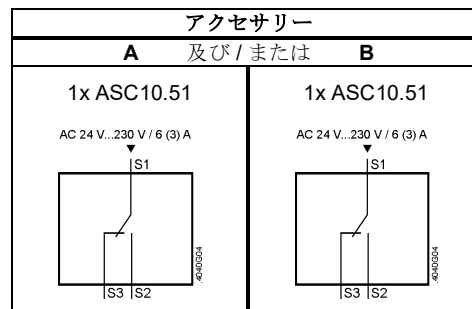 アクセサリー
A 及び / または B
1x ASC10.51 1x ASC10.51
AC 24 V...230 V / 6 (3) A AC 24 V...230 V / 6 (3) A
S1 S1
4040G04 4040G04
S3 S2 S3 S2